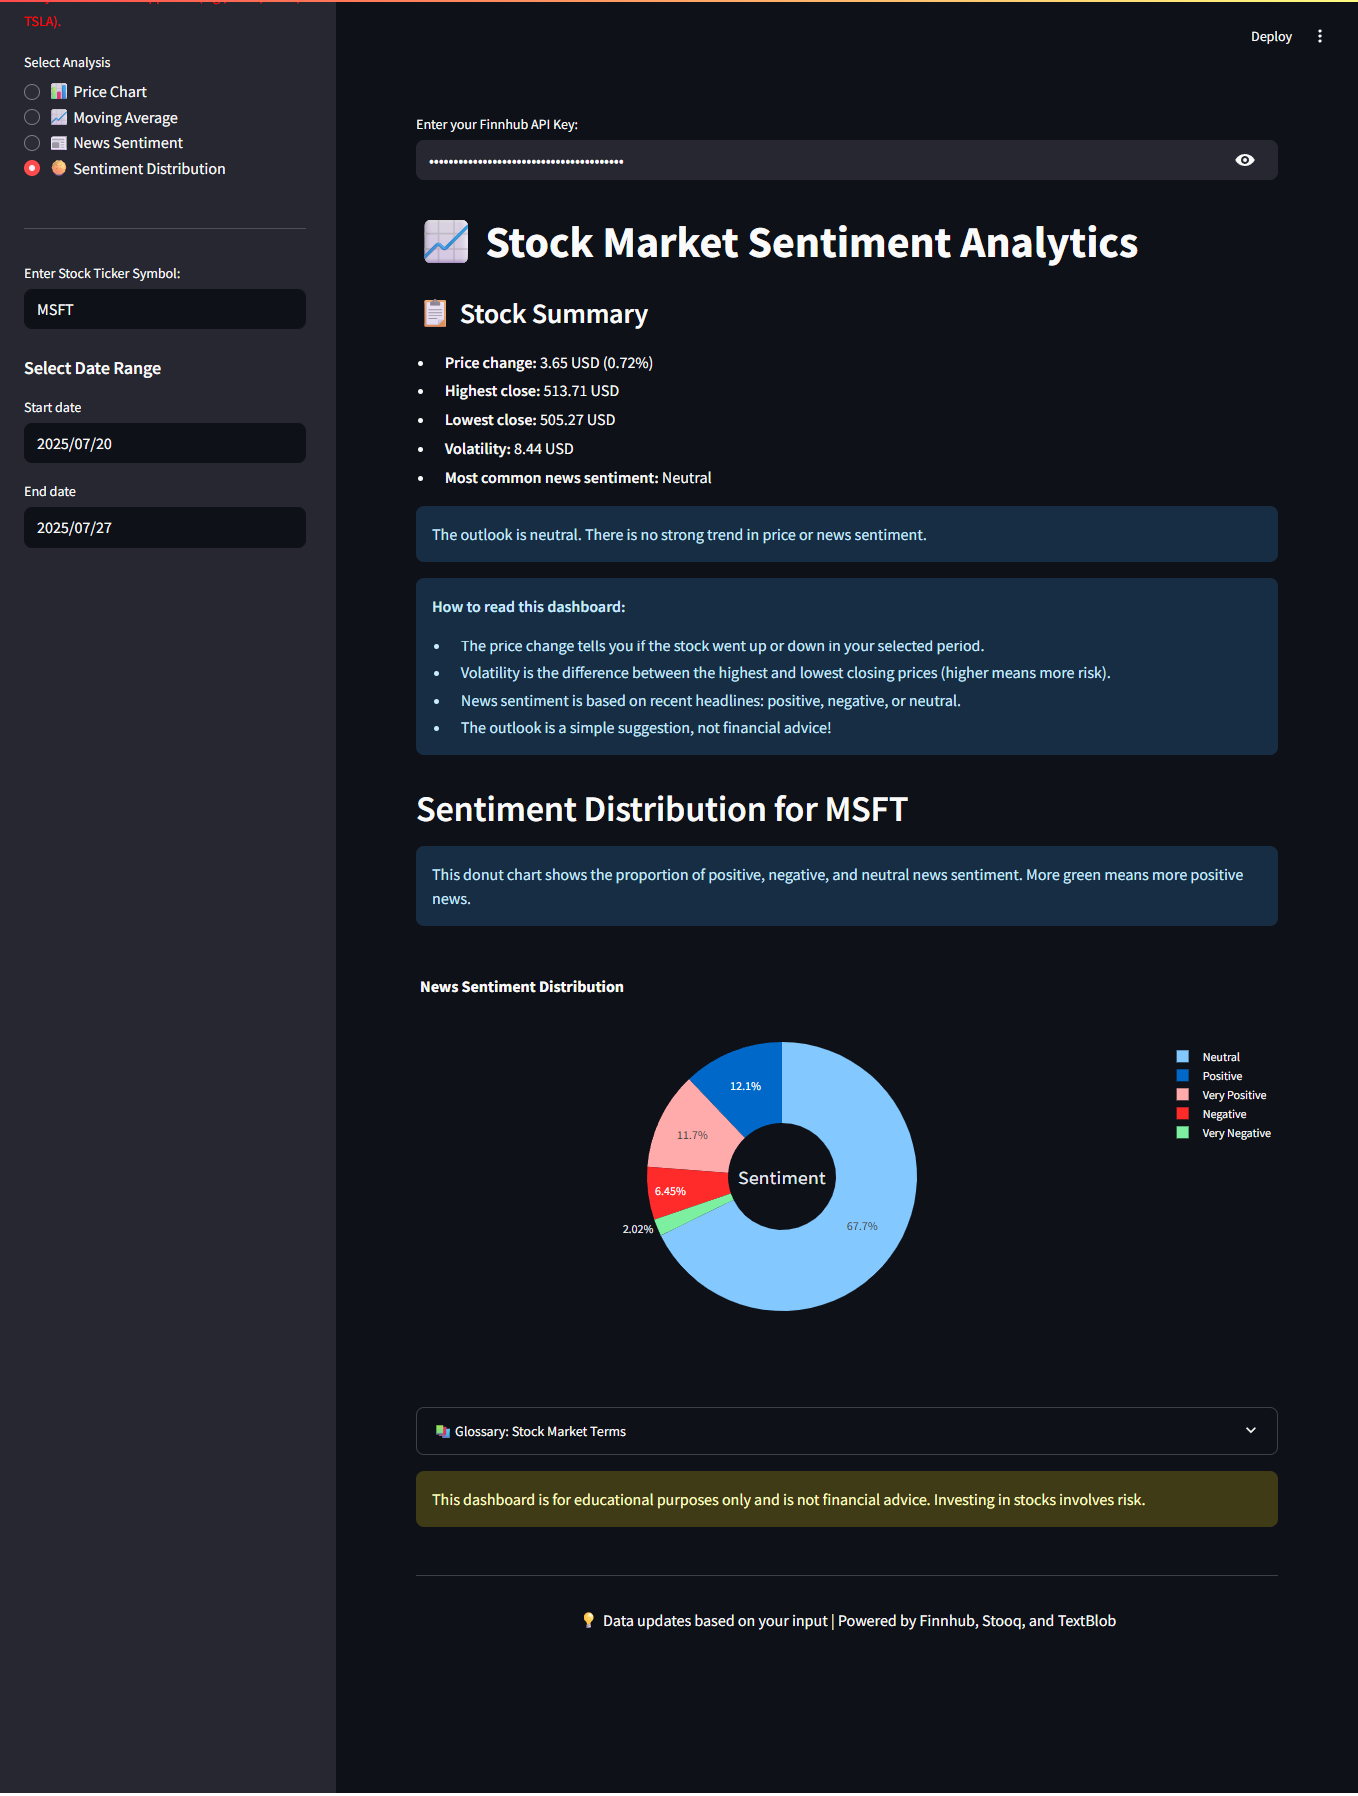 TSLA).
Select Analysis
Price Chart
Moving Average
News Sentiment
Sentiment Distribution
Enter Stock Ticker Symbol:
MSFT
Select Date Range
Start date
2025/07/20
End date
2025/07/27
Deploy
Enter your Finnhub API Key:
Stock Market Sentiment Analytics
Stock Summary
• Price change: 3.65 USD (0.72%)
• Highest close: 513.71 USD
• Lowest close: 505.27 USD
• Volatility: 8.44 USD
• Most common news sentiment: Neutral
The outlook is neutral. There is no strong trend in price or news sentiment.
How to read this dashboard:
• The price change tells you if the stock went up or down in your selected period.
• Volatility is the difference between the highest and lowest closing prices (higher means more risk).
• News sentiment is based on recent headlines: positive, negative, or neutral.
• The outlook is a simple suggestion, not financial advice!
Sentiment Distribution for MSFT
This donut chart shows the proportion of positive, negative, and neutral news sentiment. More green means more positive
news.
News Sentiment Distribution
12.1%
11.7%
6.45%
2.02%
67.7%
Sentiment
Neutral
Positive
Very Positive
Negative
Very Negative
Glossary: Stock Market Terms
This dashboard is for educational purposes only and is not financial advice. Investing in stocks involves risk.
Data updates based on your input | Powered by Finnhub, Stooq, and TextBlob